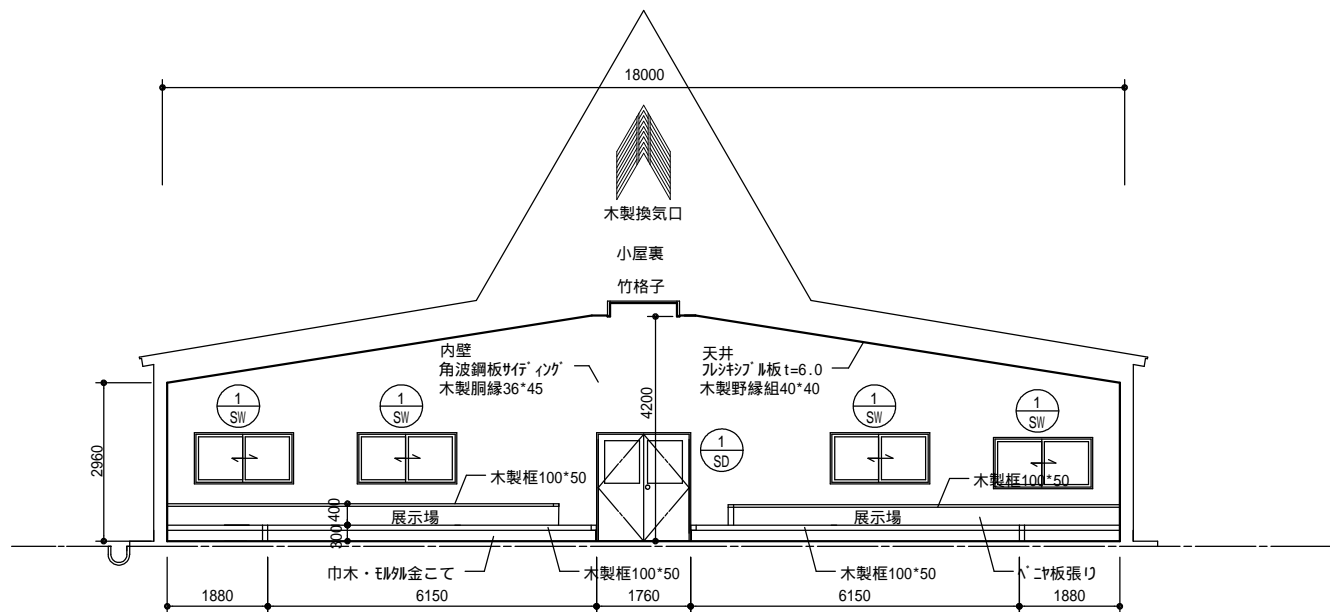 18000
木製換気口
小屋裏
竹格子
内壁
角波鋼板ｻｲﾃﾞｨﾝｸﾞ
木製胴縁36*45
天井
ﾌﾚｼｷｼﾌﾞﾙ板 t=6.0
木製野縁組40*40
4200
2960
1
SW
1
SW
1
SW
1
SW
1
SD
木製框100*50
木製框100*50
400
展示場
展示場
300
巾木・ﾓﾙﾀﾙ金こて
木製框100*50
木製框100*50
ﾍﾞﾆﾔ板張り
1880
6150
1760
6150
1880